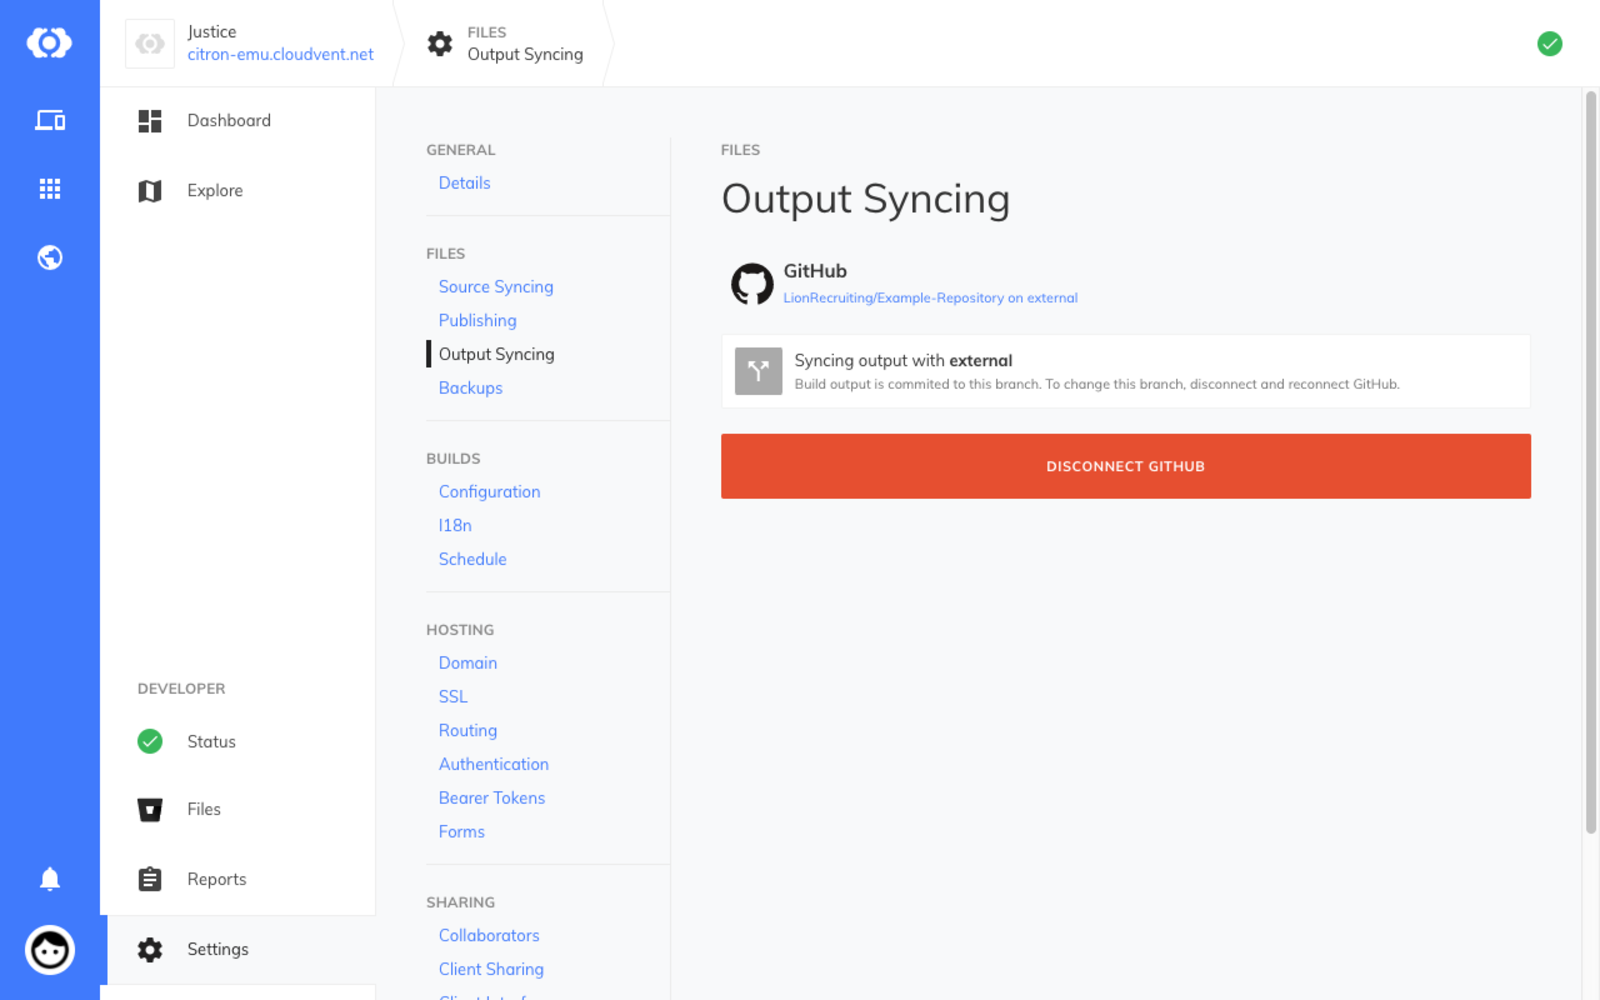 Justice
citron-emu.cloudvent.net
FILES
Output Syncing
Dashboard
Explore
DEVELOPER
Status
Files
Reports
Settings
GENERAL
Details
FILES
Source Syncing
Publishing
Output Syncing
Backups
BUILDS
Configuration
I18n
Schedule
HOSTING
Domain
SSL
Routing
Authentication
Bearer Tokens
Forms
SHARING
Collaborators
Client Sharing
FILES
Output Syncing
GitHub
LionRecruiting/Example-Repository on external
Syncing output with external
Build output is commited to this branch. To change this branch, disconnect and reconnect GitHub.
DISCONNECT GITHUB